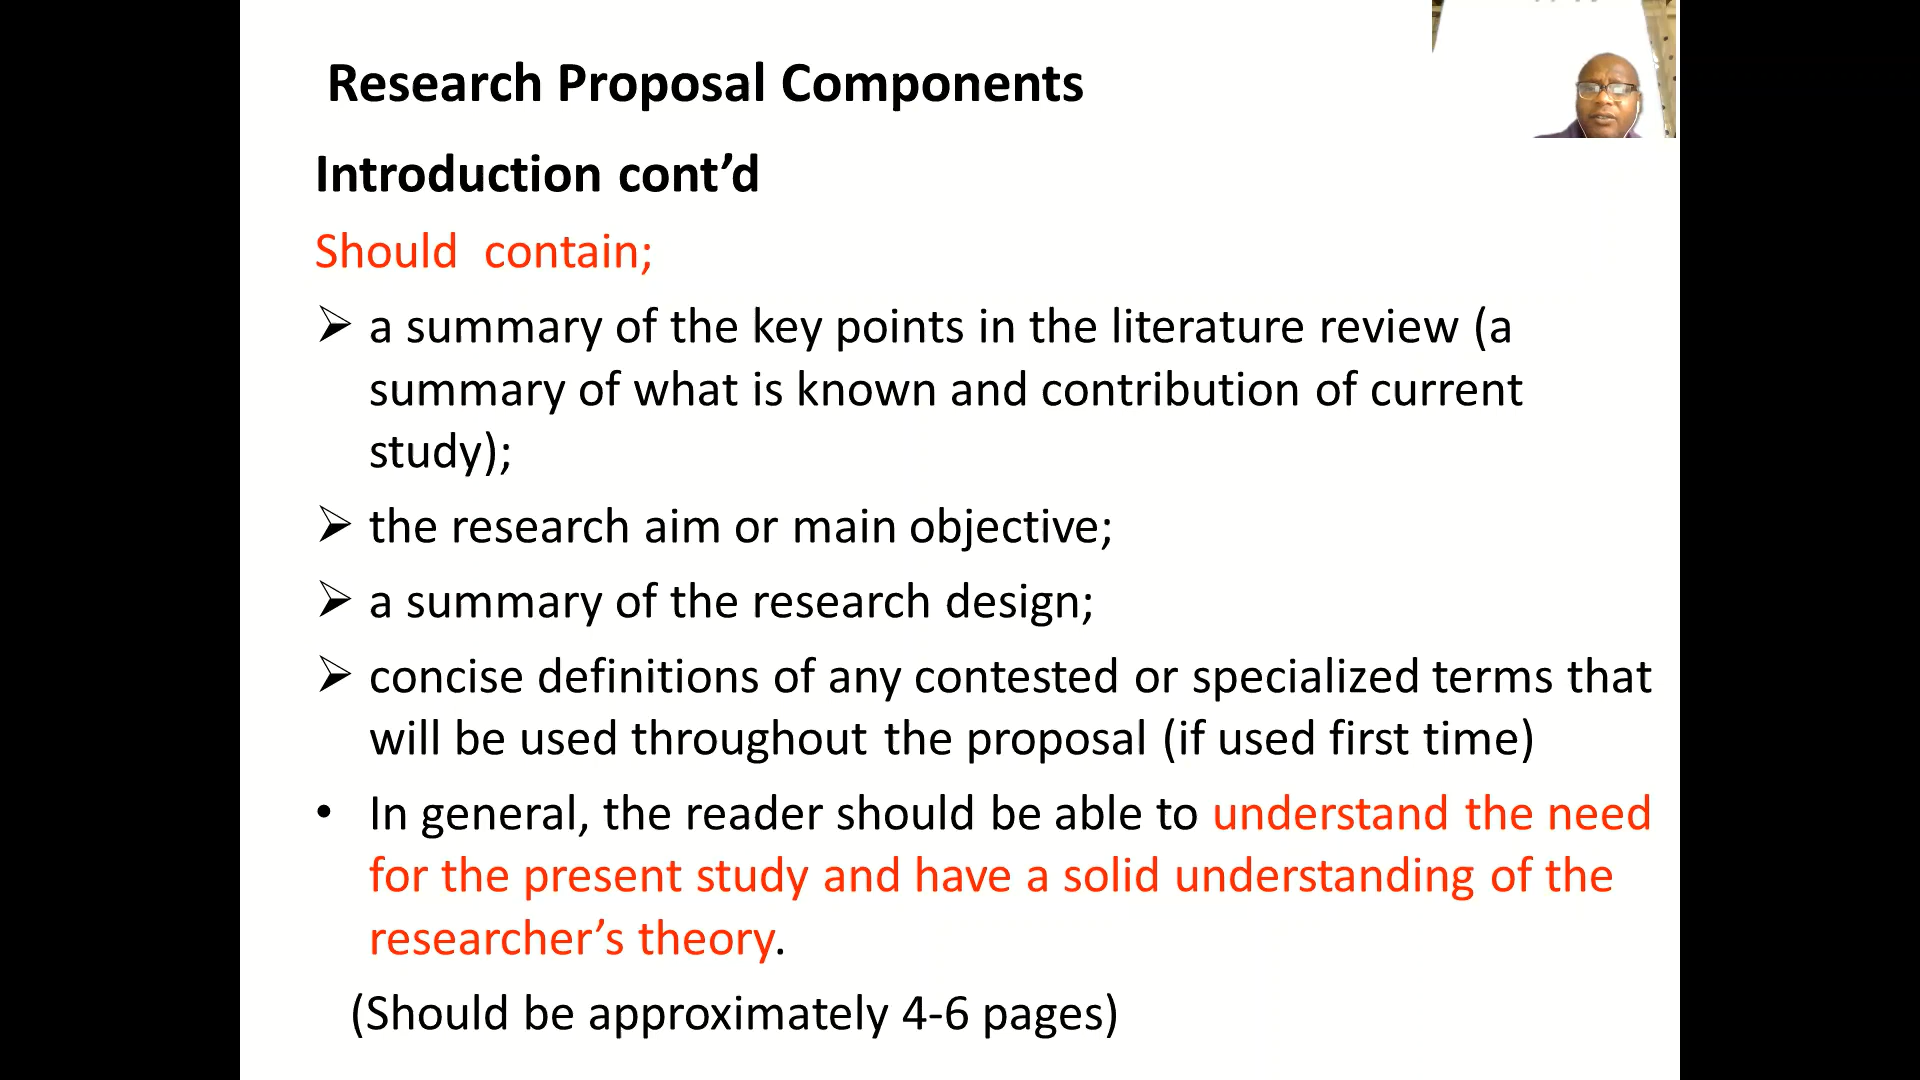 Research Proposal Components
Introduction cont’d
Should contain;
➢ a summary of the key points in the literature review (a
summary of what is known and contribution of current
study);
➢ the research aim or main objective;
➢ a summary of the research design;
➢ concise definitions of any contested or specialized terms that
will be used throughout the proposal (if used first time)
• In general, the reader should be able to understand the need
for the present study and have a solid understanding of the
researcher’s theory.
(Should be approximately 4-6 pages)